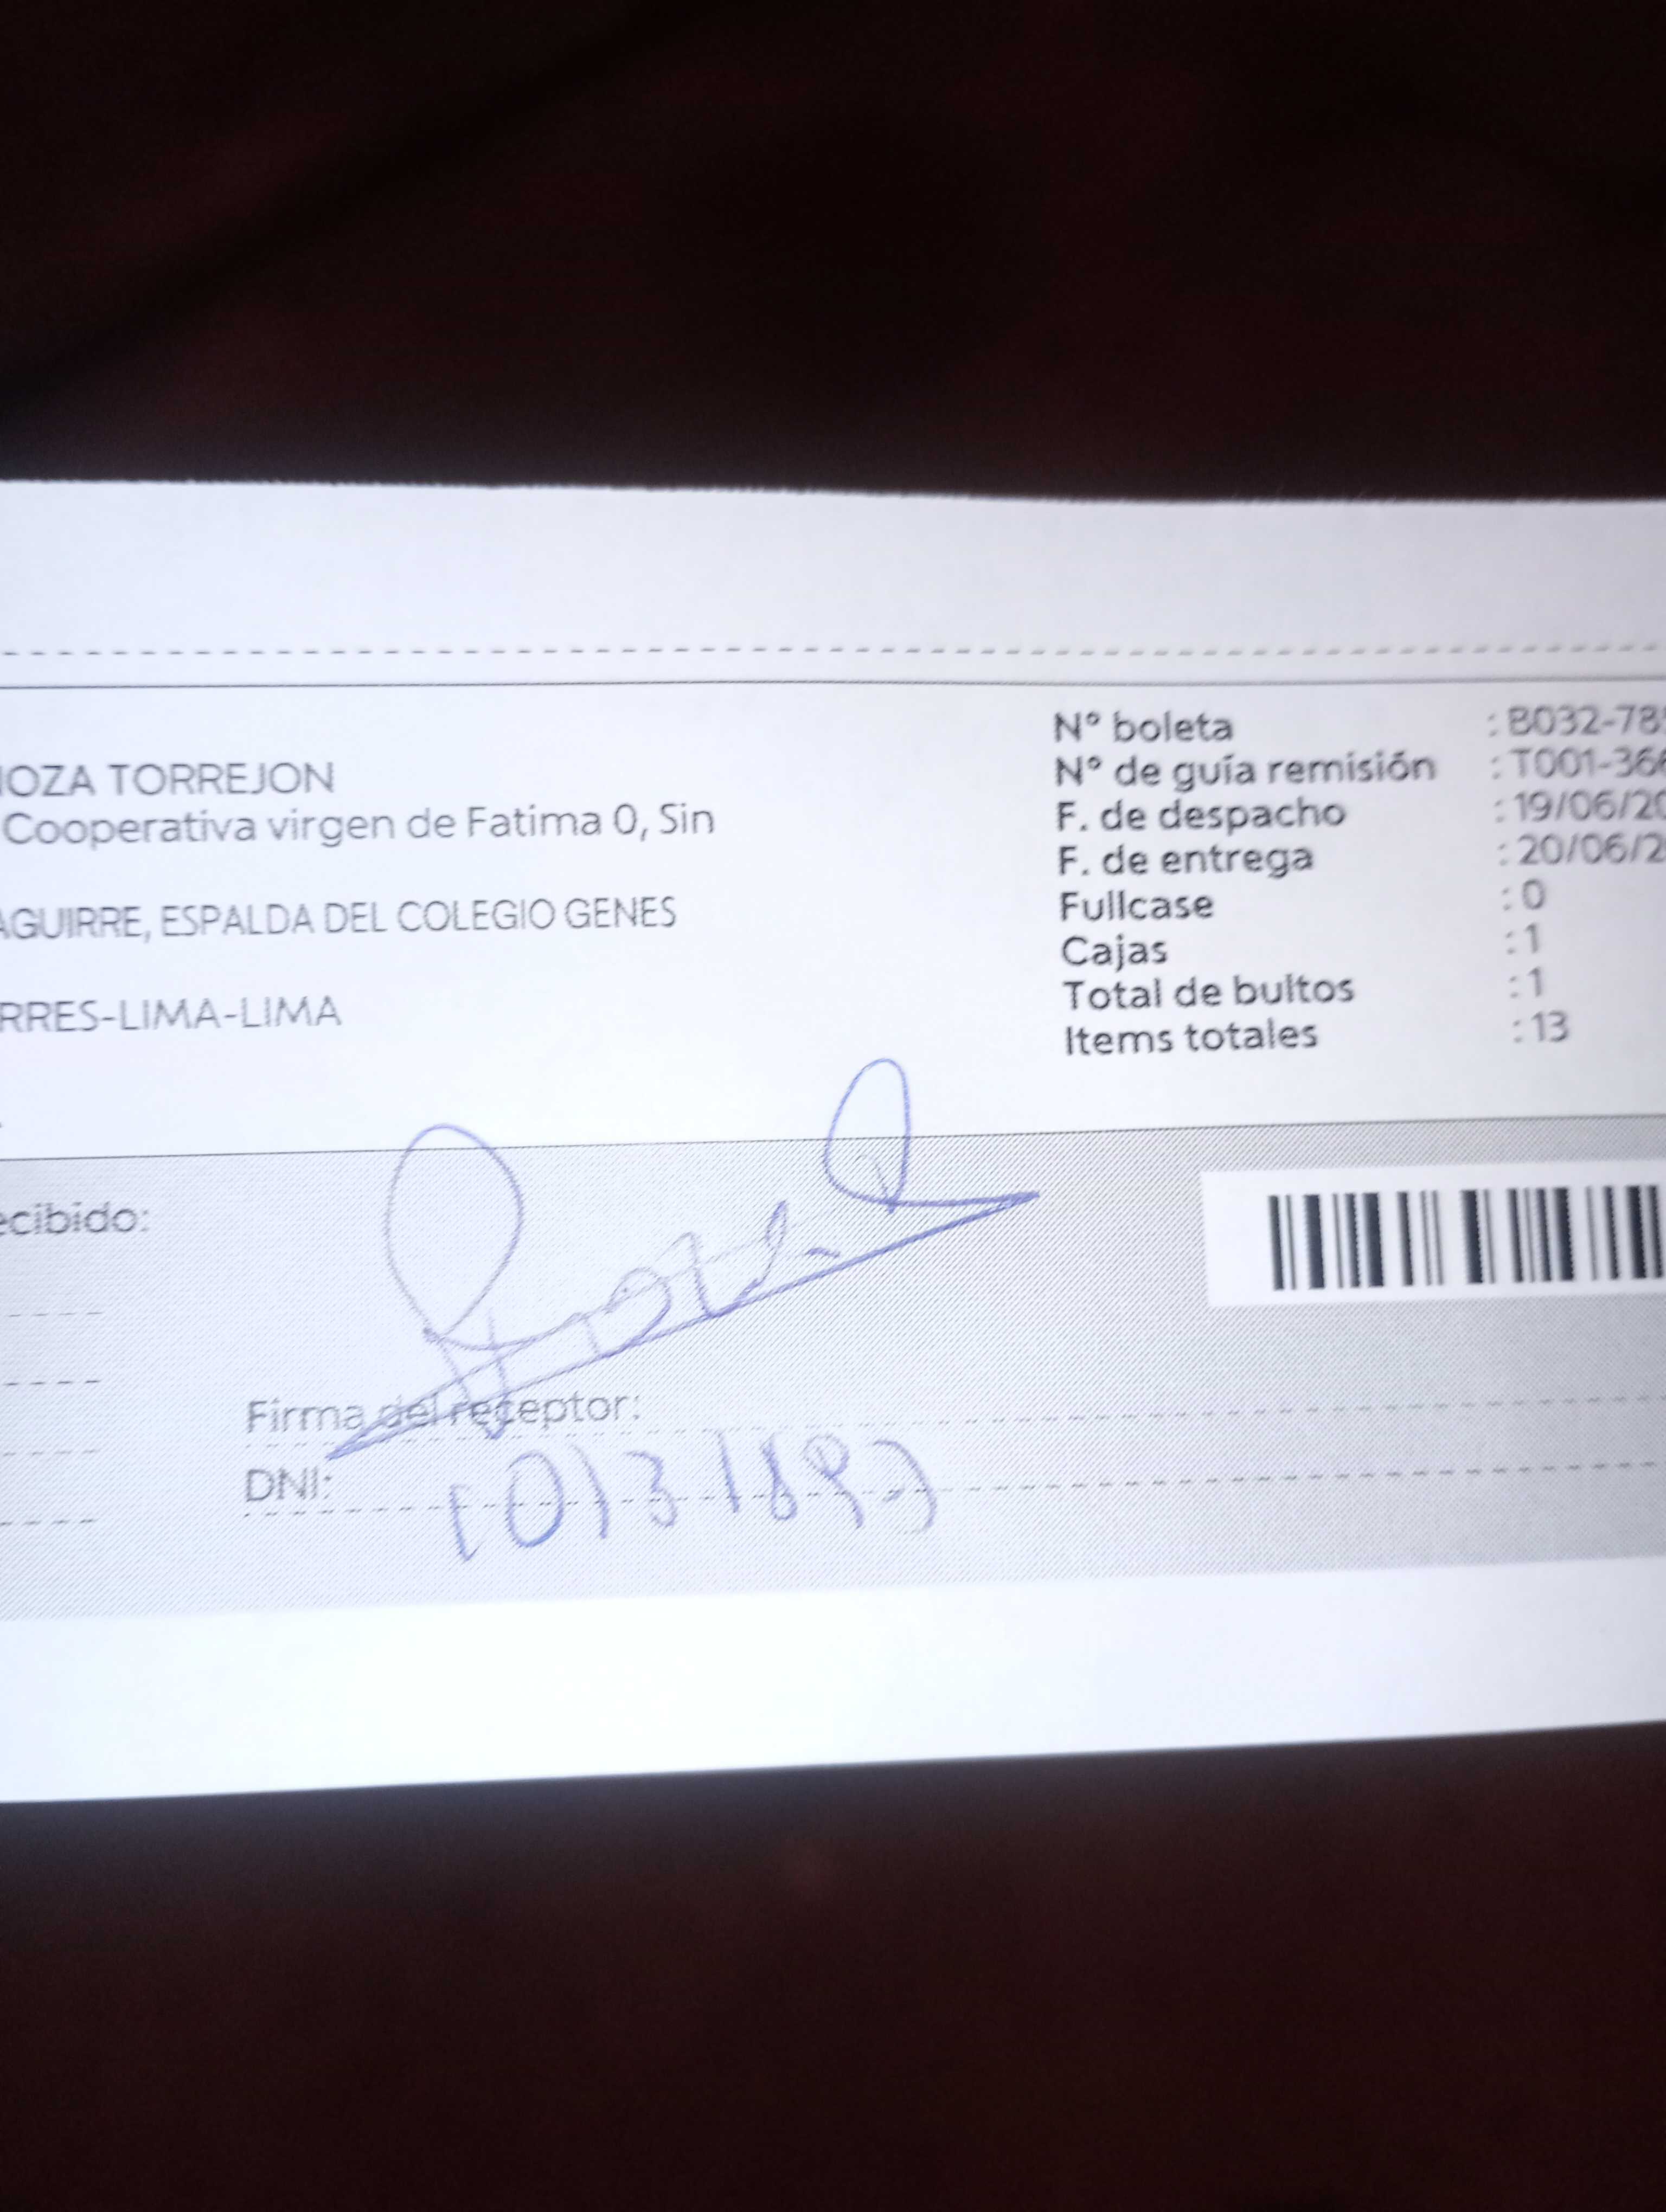 IOZA TORREJON
Cooperativa virgen de Fatima 0, Sin
AGUIRRE, ESPALDA DEL COLEGIO GENES
RRES-LIMA-LIMA
N° boleta : B032-78
N° de guía remisión : T001-366
F. de despacho : 19/06/20
F. de entrega : 20/06/2
Fullcase : 0
Cajas : 1
Total de bultos : 1
Items totales : 13
ecibido:
Firma del receptor:
DNI: